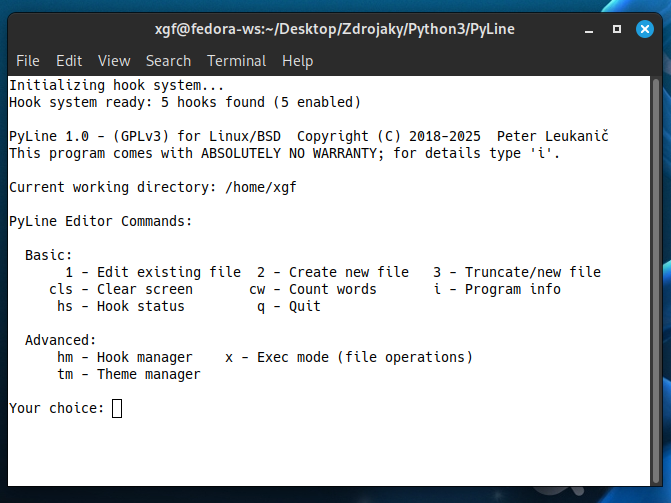 xgf@fedora-ws:~/Desktop/Zdrojaky/Python3/PyLine
File Edit View Search Terminal Help
Initializing hook system...
Hook system ready: 5 hooks found (5 enabled)
PyLine 1.0 - (GPLv3) for Linux/BSD  Copyright (C) 2018-2025  Peter Leukanič
This program comes with ABSOLUTELY NO WARRANTY; for details type 'i'.
Current working directory: /home/xgf
PyLine Editor Commands:
Basic:
1 - Edit existing file  2 - Create new file   3 - Truncate/new file
cls - Clear screen       cw - Count words       i - Program info
hs - Hook status         q - Quit
Advanced:
hm - Hook manager    x - Exec mode (file operations)
tm - Theme manager
Your choice: